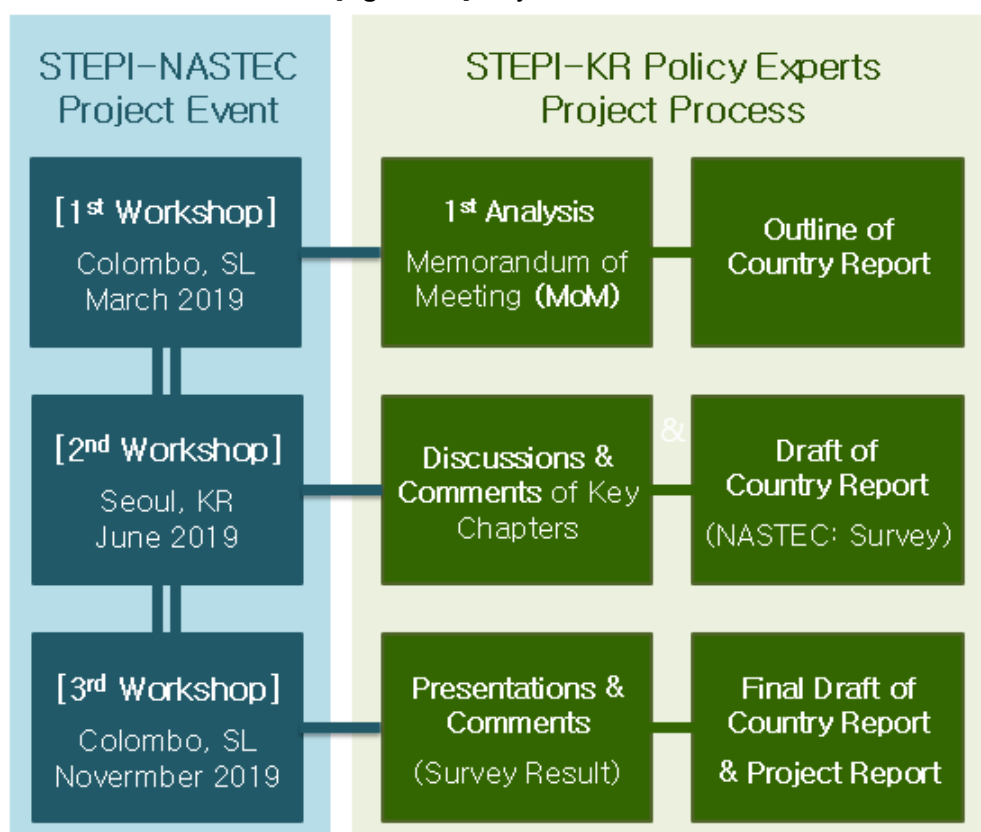 STEPI-NASTEC
Project Event
STEPI-KR Policy Experts
Project Process
[1st Workshop]
Colombo, SL
March 2019
1st Analysis
Memorandum of
Meeting (MoM)
Outline of
Country Report
[2nd Workshop]
Seoul, KR
June 2019
Discussions &
Comments of Key
Chapters
&
Draft of
Country Report
(NASTEC: Survey)
[3rd Workshop]
Colombo, SL
Novermber 2019
Presentations &
Comments
(Survey Result)
Final Draft of
Country Report
& Project Report